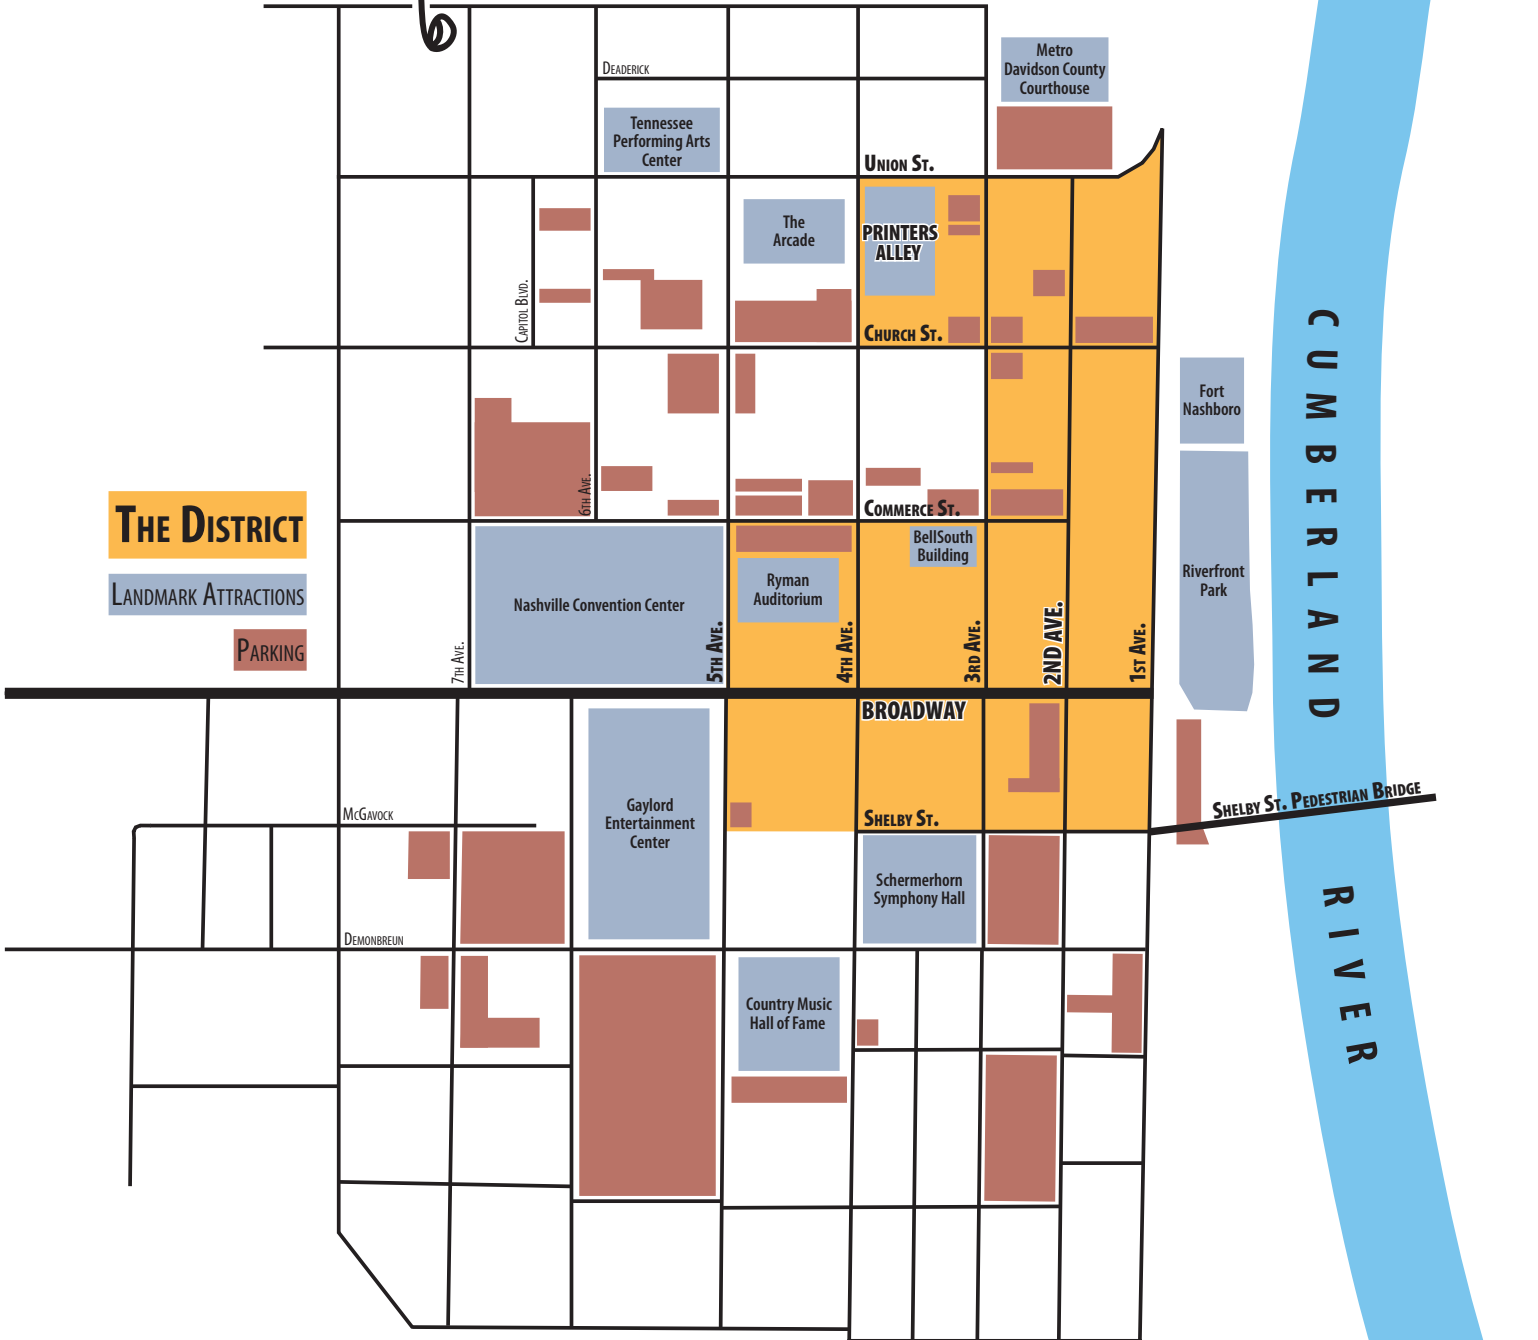 Metro
Davidson County
Courthouse
DEADERICK
Tennessee
Performing Arts
Center
UNION ST.
The
Arcade
PRINTERS
ALLEY
CAPITOL BLVD.
CHURCH ST.
CUMBERLAND
Fort
Nashboro
6TH AVE.
COMMERCE ST.
THE DISTRICT
LANDMARK ATTRACTIONS
PARKING
BellSouth
Building
Ryman
Auditorium
Nashville Convention Center
Riverfront
Park
7TH AVE.
5TH AVE.
4TH AVE.
3RD AVE.
2ND AVE.
1ST AVE.
BROADWAY
MCGAVOCK
Gaylord
Entertainment
Center
SHELBY ST.
SHELBY ST. PEDESTRIAN BRIDGE
Schermerhorn
Symphony Hall
RIVER
DEMONBREUN
Country Music
Hall of Fame